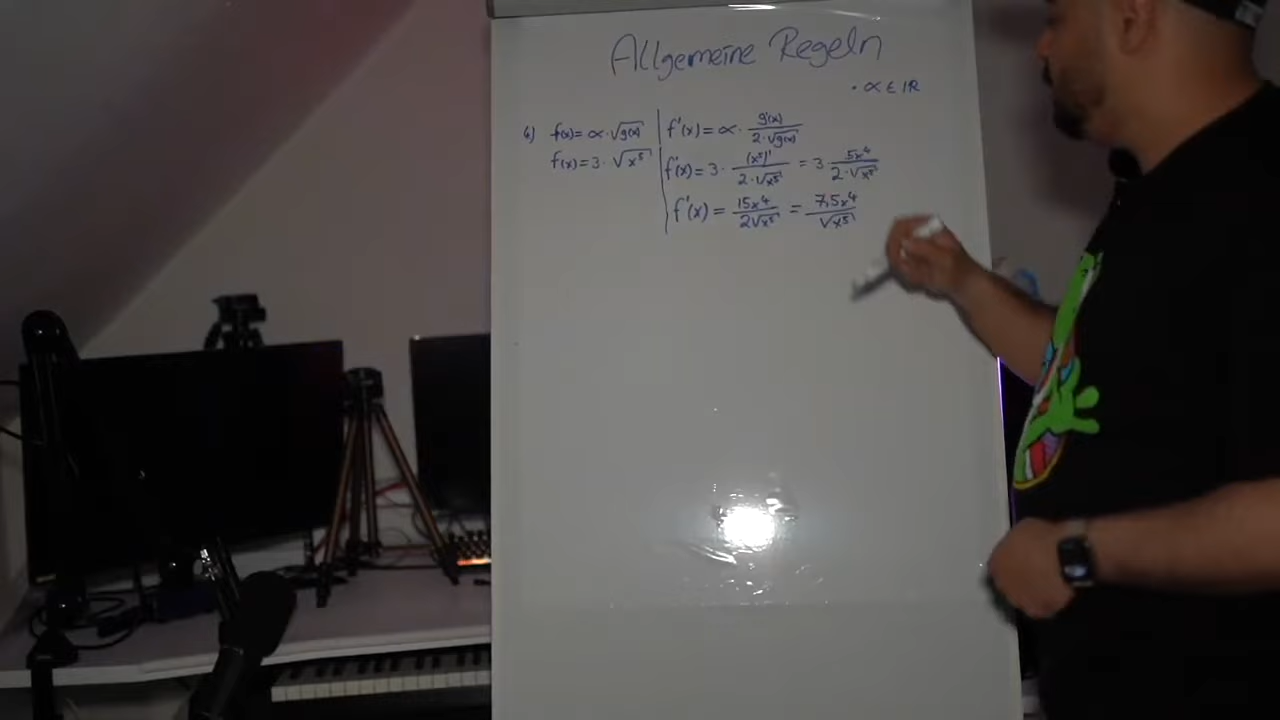 Allgemeine Regeln
• α ∈ IR
6) f(x) = α · √g(x) | f'(x) = α · g'(x) / 2 · √g(x)
f(x) = 3 · √x⁵ | f'(x) = 3 · (x⁵)' / 2 · √x⁵ = 3 · 5x⁴ / 2 · √x⁵
f'(x) = 15x⁴ / 2√x⁵ = 7,5x⁴ / √x⁵